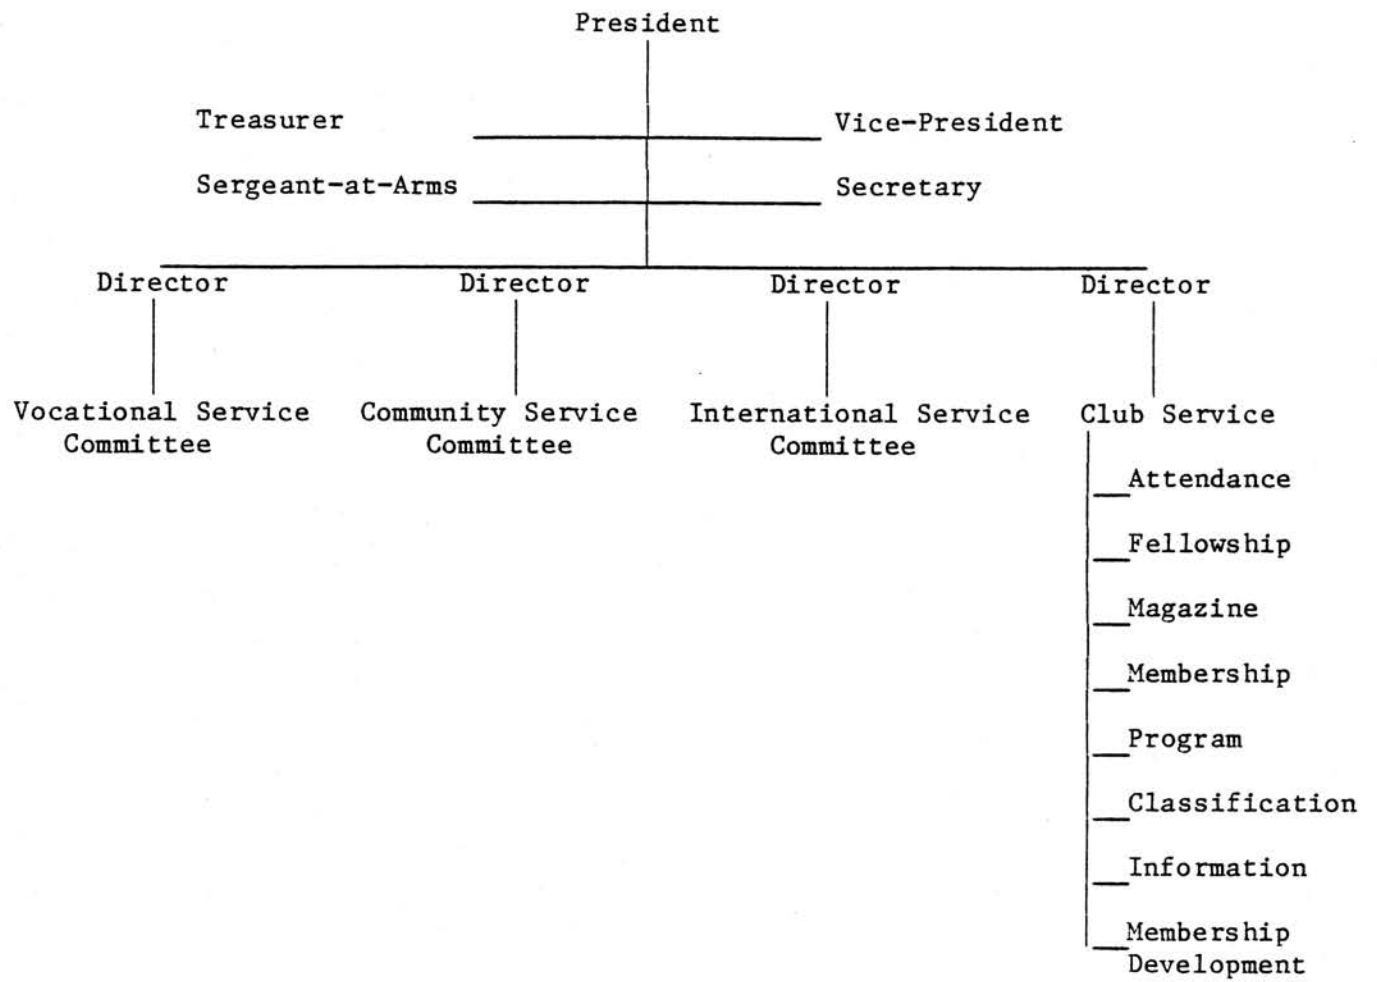 President
Treasurer Vice-President
Sergeant-at-Arms Secretary
Director Director Director Director
Vocational Service Community Service International Service Club Service
Committee Committee Committee
Attendance
Fellowship
Magazine
Membership
Program
Classification
Information
Membership
Development